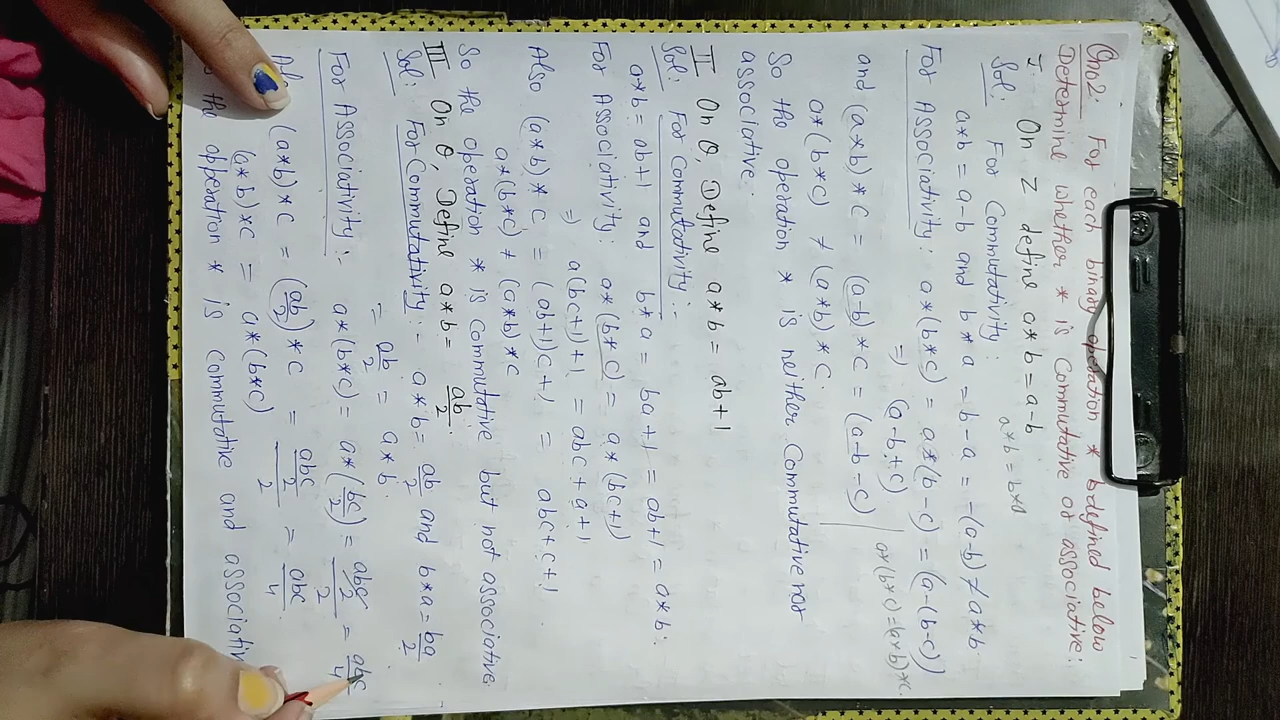 Qno2: For each binary operation * bdefined below
Determine whether * is Commutative or associative:
I. On Z define a*b = a-b
Sol: For Commutativity: a*b = b*a
a*b = a-b and b*a = b-a = -(a-b) ≠ a*b
For Associativity: a*(b*c) = a*(b-c) = (a-(b-c))
=) (a-b+c) a*(b*c)=(a*b)*c
and (a*b)*c = (a-b)*c = (a-b-c)
a*(b*c) ≠ (a*b)*c.
So the operation * is neither Commutative nor
associative.
II On Q, Define a*b = ab+1
Sol: For Commutativity:-
a*b = ab+1 and b*a = ba+1 = ab+1 = a*b.
For Associativity: a*(b*c) = a*(bc+1)
=) a(bc+1)+1 = abc+a+1
Also (a*b)*c = (ab+1)c+1 = abc+c+1.
a*(b*c) ≠ (a*b)*c
So the operation * is Commutative but not associative.
III On Q, Define a*b = ab/2.
Sol: For Commutativity:- a*b = ab/2 and b*a = ba/2
= ab/2 = a*b.
For Associativity:- a*(b*c) = a*(bc/2) = abc/2/2 = abc/4
(a*b)*c = (ab/2)*c = abc/2/2 = abc/4.
(a*b)*c = a*(b*c)
the operation * is commutative and